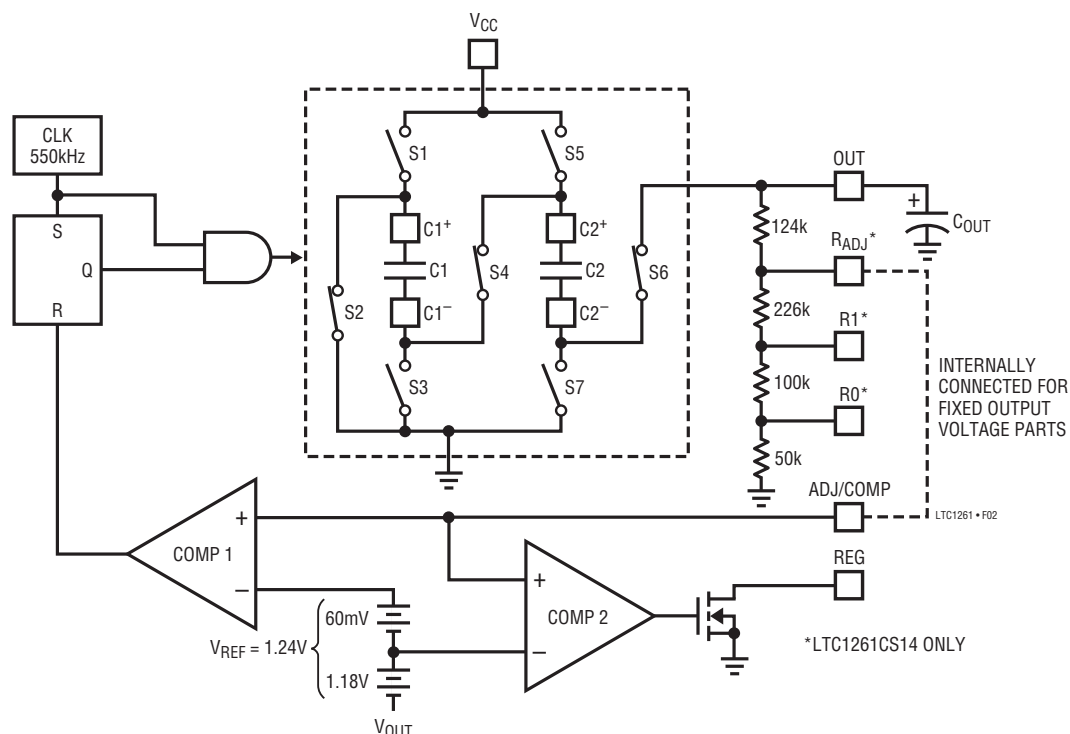 VCC
CLK
550kHz
S
Q
R
S1
S5
C1+
C1
C1–
S2
S4
C2+
C2
C2–
S6
S3
S7
OUT
+
COUT
124k
RADJ*
226k
R1*
100k
R0*
50k
INTERNALLY
CONNECTED FOR
FIXED OUTPUT
VOLTAGE PARTS
ADJ/COMP
LTC1261 • F02
REG
COMP 1
+
–
COMP 2
+
–
60mV
VREF = 1.24V
1.18V
VOUT
*LTC1261CS14 ONLY